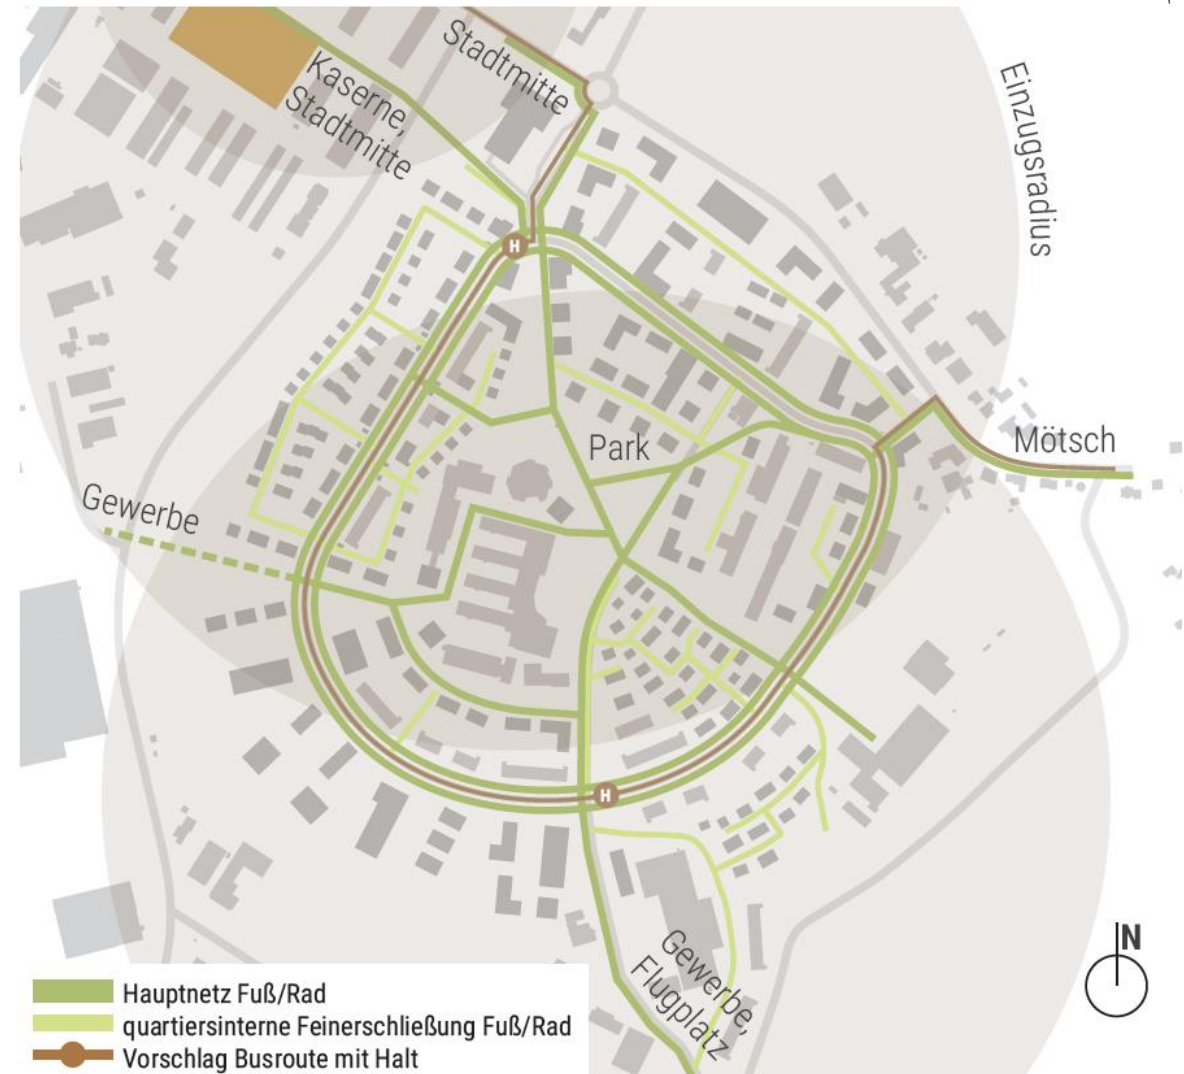 Stadtmitte
Kaserne,
Stadtmitte
Einzugsradius
H
Park
Mötsch
Gewerbe
H
Gewerbe,
Flugplatz
N
Hauptnetz Fuß/Rad
quartiersinterne Feinerschließung Fuß/Rad
Vorschlag Busroute mit Halt